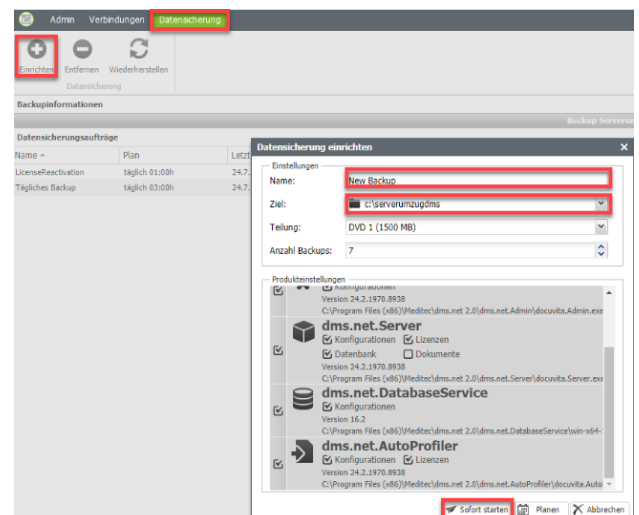 Admin Verbindungen Datensicherung
Einrichten Entfernen Wiederherstellen
Datensicherung
Backupinformationen
Backup Serverum
Datensicherungsaufträge
Name Plan Letzt
LicenseReactivation täglich 01:00h 24.7.
Tägliches Backup täglich 03:00h 24.7.
Datensicherung einrichten
Einstellungen
Name: New Backup
Ziel: c:\serverumzugdms
Teilung: DVD 1 (1500 MB)
Anzahl Backups: 7
Produkteinstellungen
Konfigurationen
Version 24.2.1970.8938
C:\Program Files (x86)\Meditec\dms.net 2.0\dms.net.Admin\docuvita.Admin.exe
dms.net.Server
Konfigurationen Lizenzen
Datenbank Dokumente
Version 24.2.1970.8938
C:\Program Files (x86)\Meditec\dms.net 2.0\dms.net.Server\docuvita.Server.exe
dms.net.DatabaseService
Konfigurationen
Version 16.2
C:\Program Files (x86)\Meditec\dms.net 2.0\dms.net.DatabaseService\win-x64-
dms.net.AutoProfiler
Konfigurationen Lizenzen
Version 24.2.1970.8938
C:\Program Files (x86)\Meditec\dms.net 2.0\dms.net.AutoProfiler\docuvita.Auto
Sofort starten Planen Abbrechen